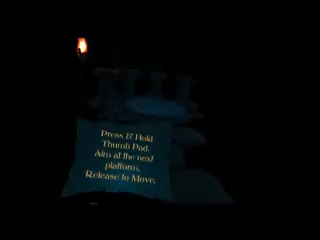 Press & Hold
Thumb Pad.
Aim at the next
platform.
Release to Move.